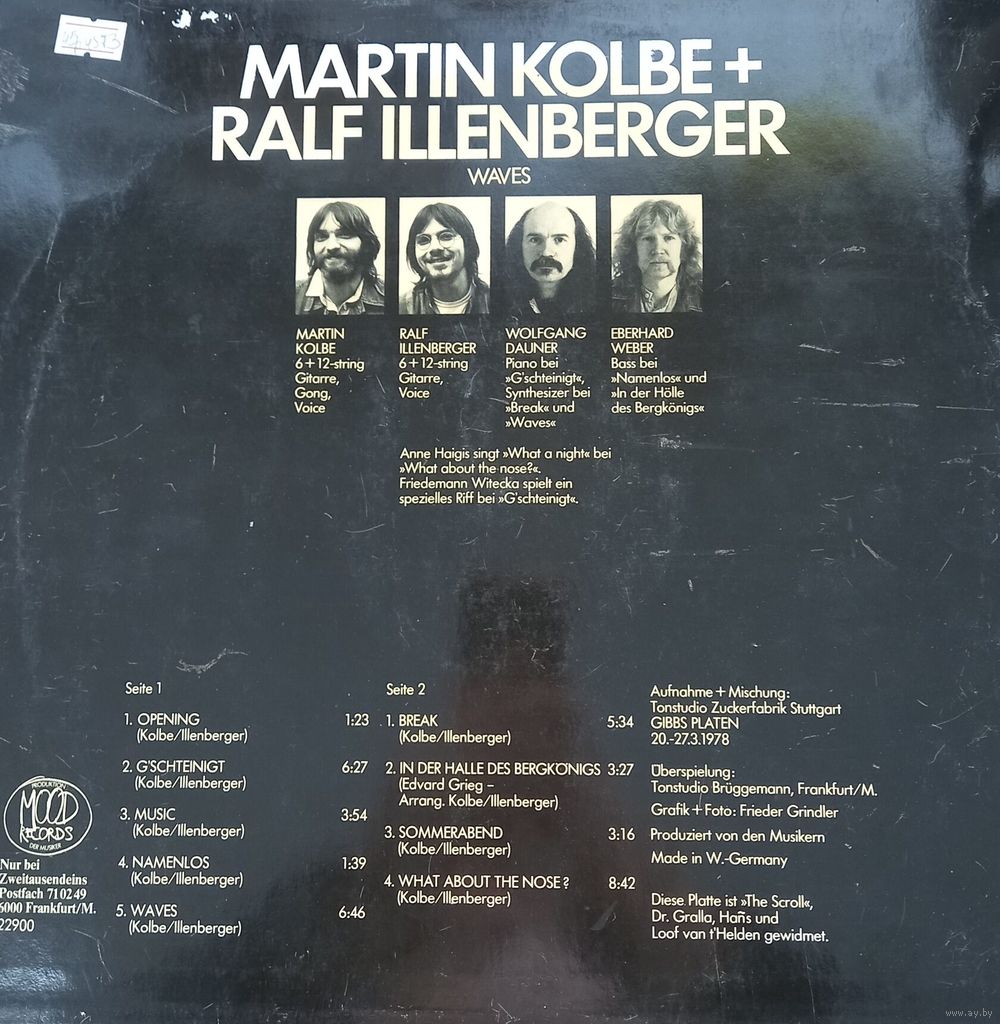 MARTIN KOLBE +
RALF ILLENBERGER
WAVES
MARTIN
KOLBE
6+12-string
Gitarre,
Gong,
Voice
RALF
ILLENBERGER
6+12-string
Gitarre,
Voice
WOLFGANG
DAUNER
Piano bei
»G'schteinigt«,
Synthesizer bei
»Break« und
»Waves«
EBERHARD
WEBER
Bass bei
»Namenlos« und
»In der Hölle
des Bergkönigs«
Anne Haigis singt »What a night« bei
»What about the nose?«.
Friedemann Witecka spielt ein
spezielles Riff bei »G'schteinigt«.
Seite 1
1. OPENING 1:23
(Kolbe/Illenberger)
2. G'SCHTEINIGT 6:27
(Kolbe/Illenberger)
3. MUSIC 3:54
(Kolbe/Illenberger)
4. NAMENLOS 1:39
(Kolbe/Illenberger)
5. WAVES 6:46
(Kolbe/Illenberger)
Seite 2
1. BREAK 5:34
(Kolbe/Illenberger)
2. IN DER HALLE DES BERGKÖNIGS 3:27
(Edvard Grieg –
Arrang. Kolbe/Illenberger)
3. SOMMERABEND 3:16
(Kolbe/Illenberger)
4. WHAT ABOUT THE NOSE? 8:42
(Kolbe/Illenberger)
Aufnahme + Mischung:
Tonstudio Zuckerfabrik Stuttgart
GIBBS PLATEN
20.-27.3.1978
Überspielung:
Tonstudio Brüggemann, Frankfurt/M.
Grafik + Foto: Frieder Grindler
Produziert von den Musikern
Made in W.-Germany
Diese Platte ist »The Scroll«,
Dr. Gralla, Hañs und
Loof van t'Helden gewidmet.
PRODUKTION
MOOD
RECORDS
DER MUSIKER
Nur bei
Zweitausendeins
Postfach 710249
6000 Frankfurt/M.
22900
www.ay.by